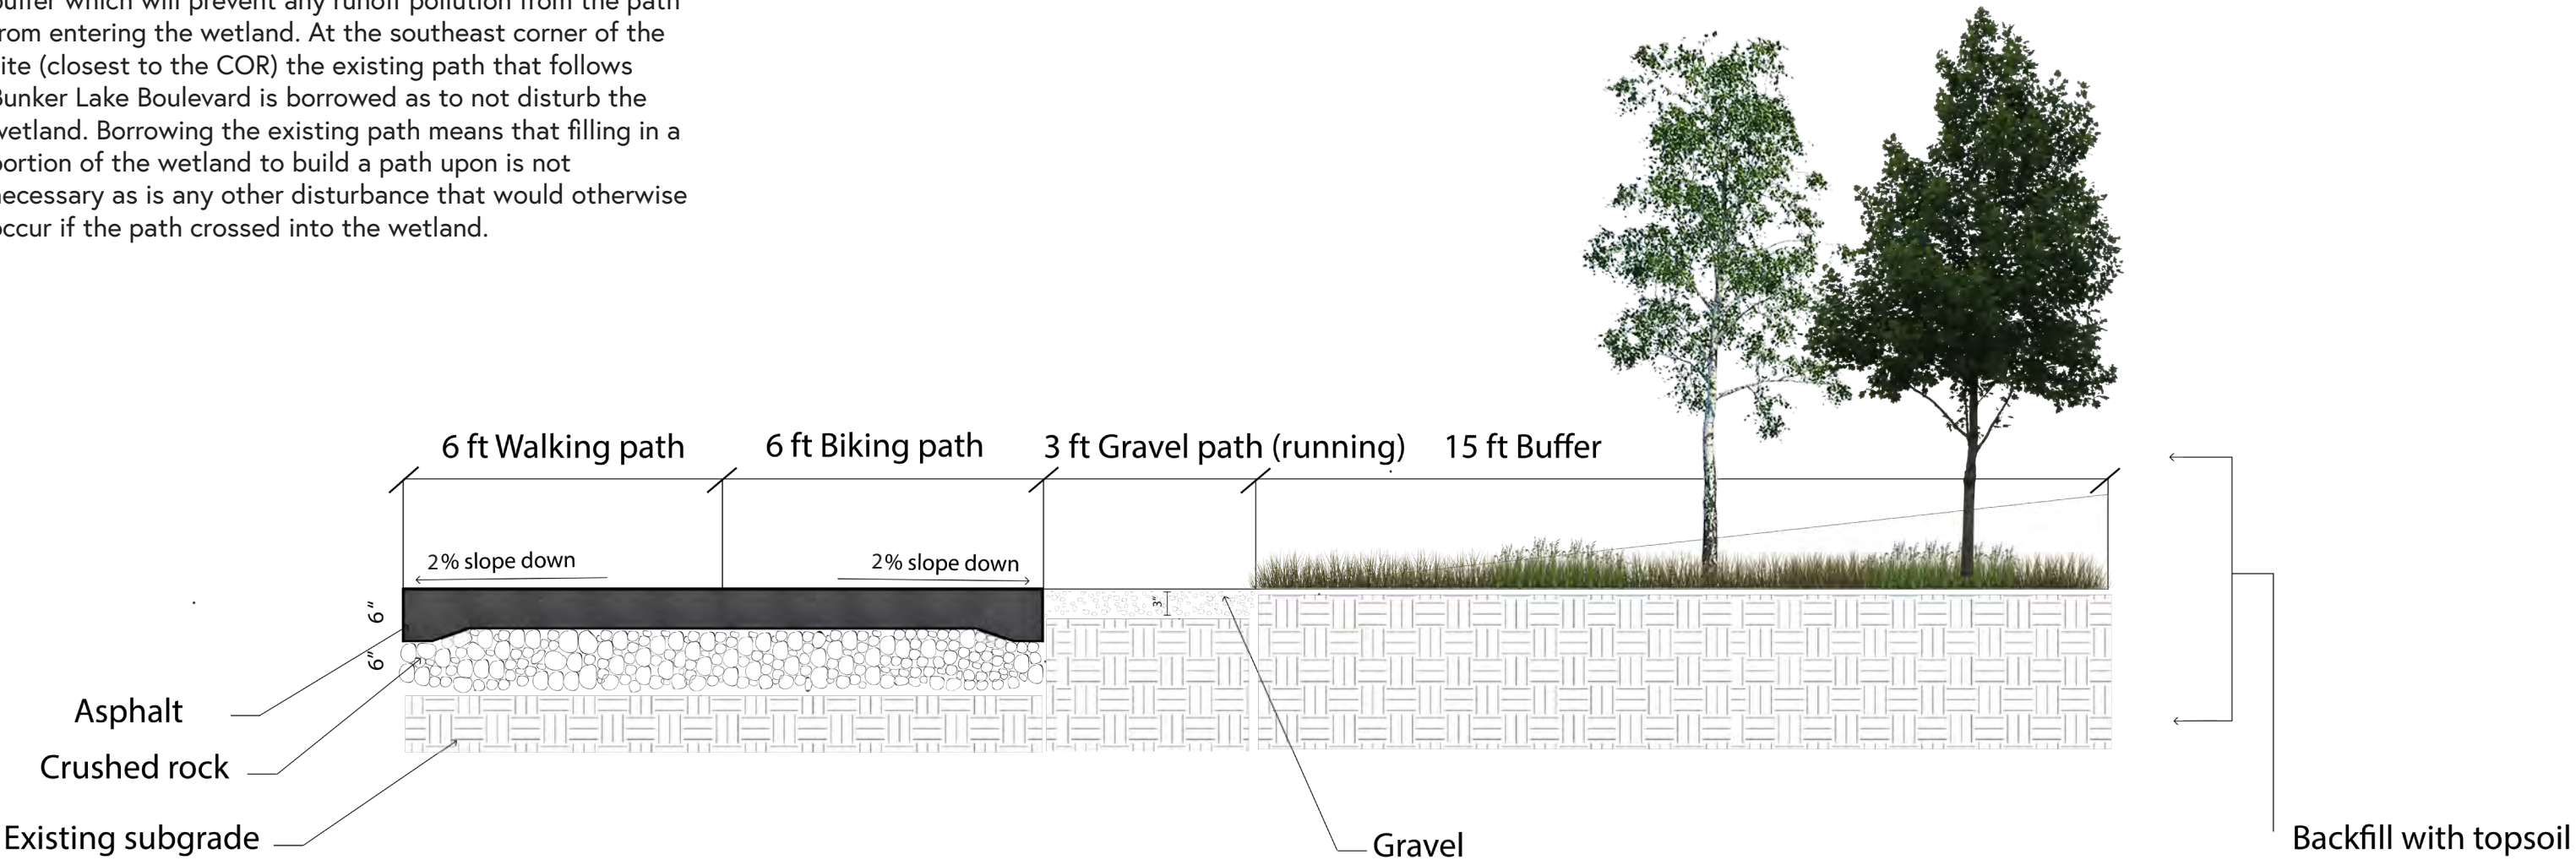 buffer which will prevent any runoff pollution from the path
from entering the wetland. At the southeast corner of the
site (closest to the COR) the existing path that follows
Bunker Lake Boulevard is borrowed as to not disturb the
wetland. Borrowing the existing path means that filling in a
portion of the wetland to build a path upon is not
necessary as is any other disturbance that would otherwise
occur if the path crossed into the wetland.
6 ft Walking path
6 ft Biking path
3 ft Gravel path (running)
15 ft Buffer
2% slope down
2% slope down
6"
3"
6"
Asphalt
Crushed rock
Existing subgrade
Gravel
Backfill with topsoil